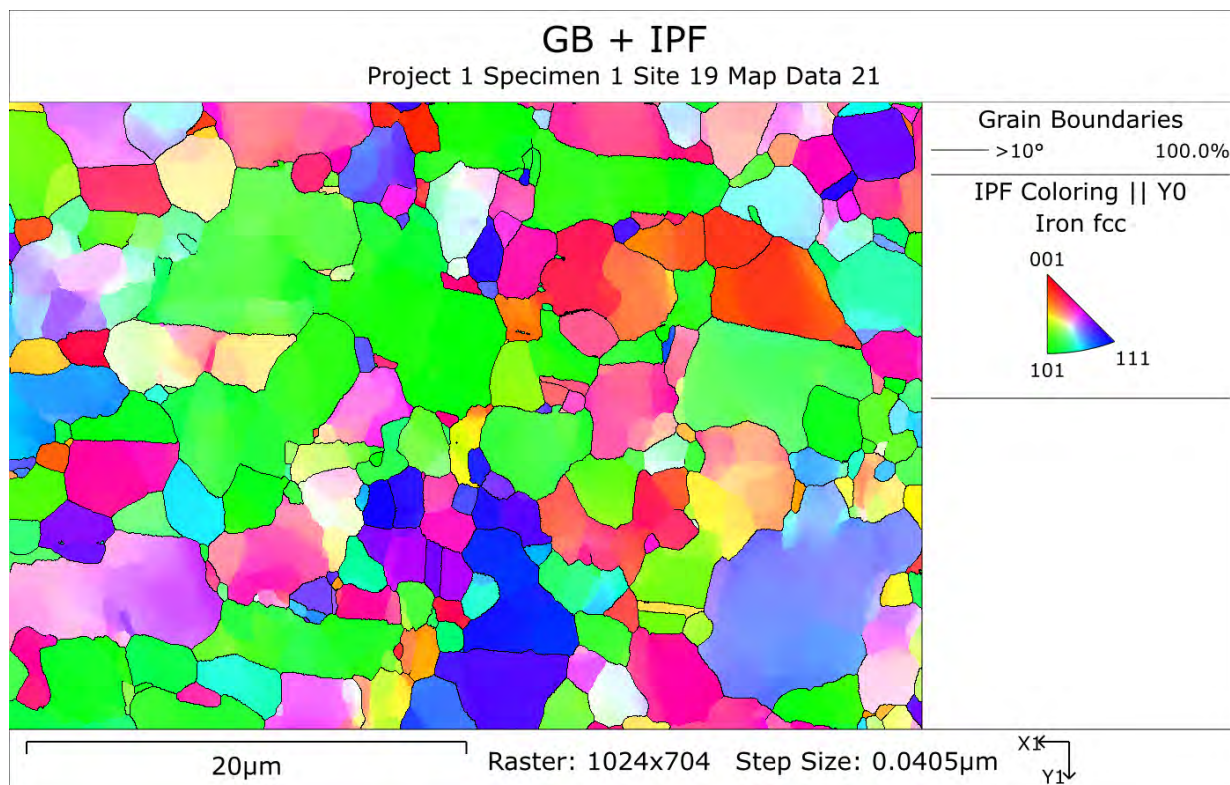 GB + IPF
Project 1 Specimen 1 Site 19 Map Data 21
Grain Boundaries
>10° 100.0%
IPF Coloring || Y0
Iron fcc
001
101
111
20µm
Raster: 1024x704 Step Size: 0.0405µm
X1
Y1